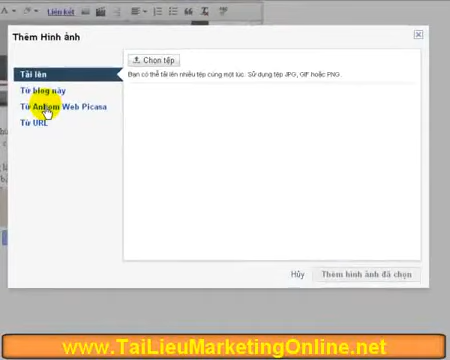 Liên kết
Thêm Hình ảnh
Tải lên
Chọn tệp
Bạn có thể tải lên nhiều tệp cùng một lúc. Sử dụng tệp JPG, GIF hoặc PNG.
Từ blog này
Từ Anbom Web Picasa
Từ URL
Hủy
Thêm hình ảnh đã chọn
www.TaiLieuMarketingOnline.net